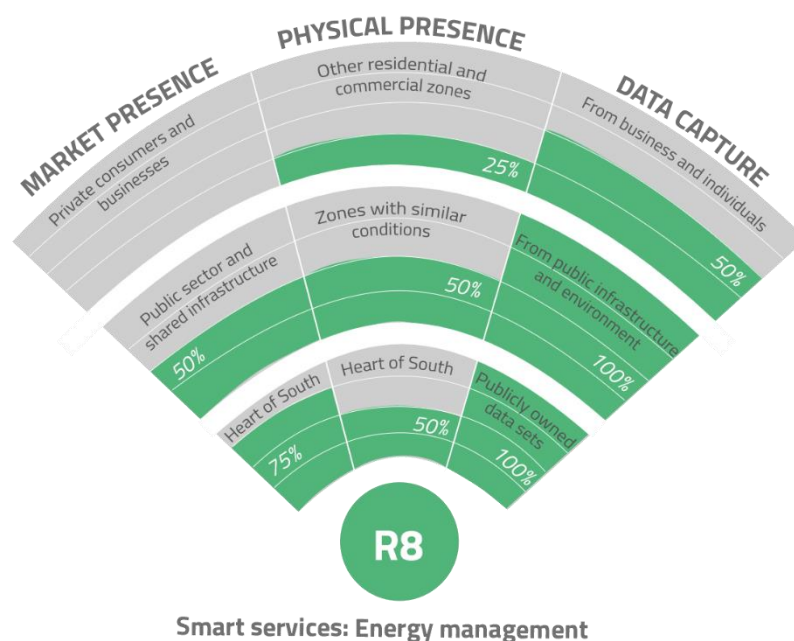 MARKET PRESENCE
PHYSICAL PRESENCE
DATA CAPTURE
Private consumers and
businesses
Other residential and
commercial zones
25%
From business and individuals
50%
Public sector and
shared infrastructure
50%
Zones with similar
conditions
50%
From public infrastructure
and environment
100%
Heart of South
75%
Heart of South
50%
Publicly owned
data sets
100%
R8
Smart services: Energy management